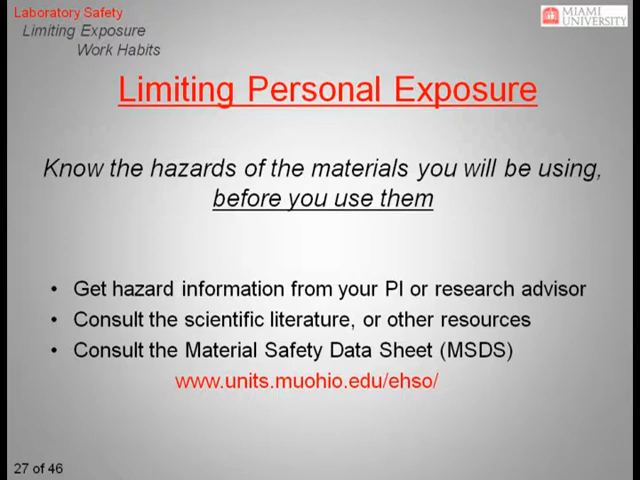 Laboratory Safety
Limiting Exposure
Work Habits
MIAMI
UNIVERSITY
Limiting Personal Exposure
Know the hazards of the materials you will be using,
before you use them
• Get hazard information from your PI or research advisor
• Consult the scientific literature, or other resources
• Consult the Material Safety Data Sheet (MSDS)
www.units.muohio.edu/ehso/
27 of 46